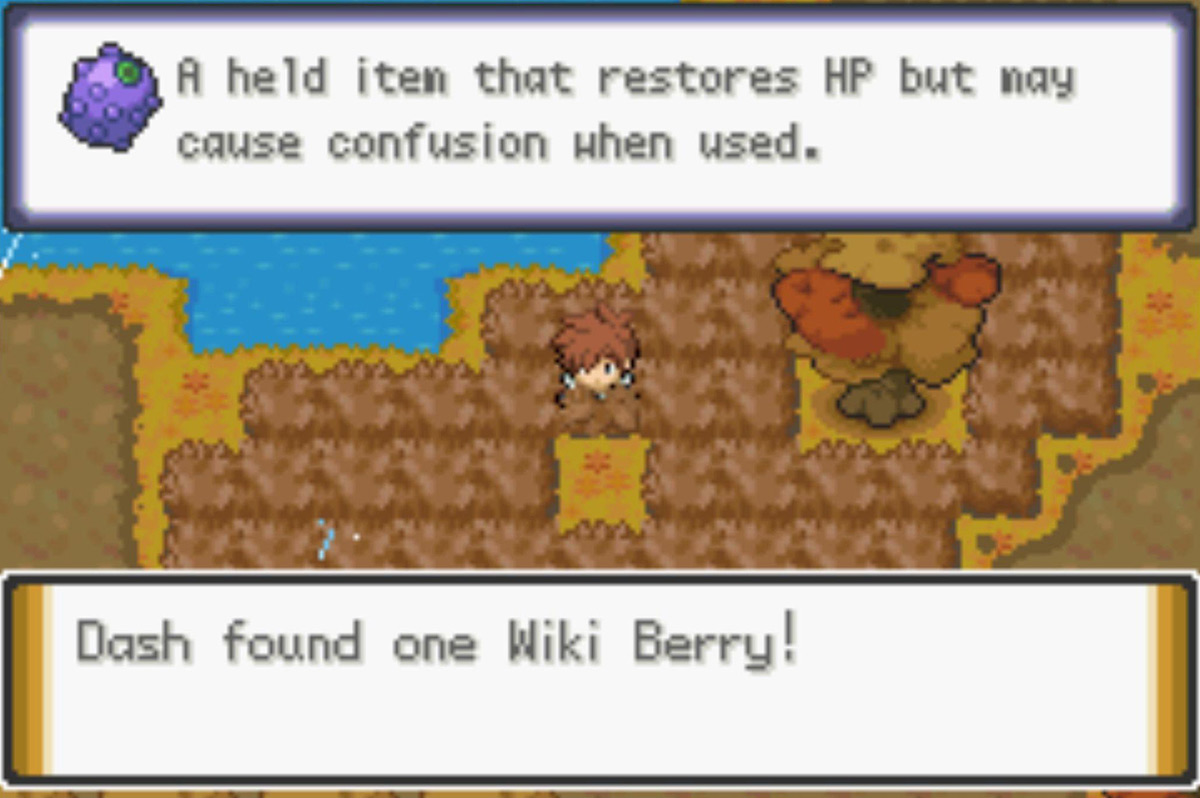 A held item that restores HP but may
cause confusion when used.
Dash found one Wiki Berry!